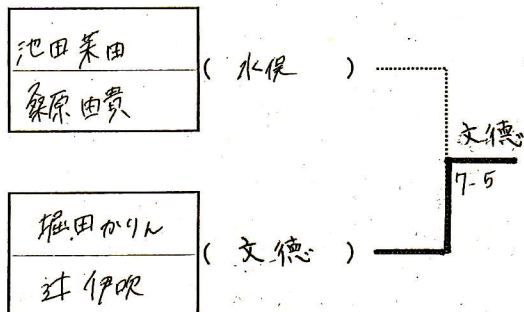 池田茉由
桑原由貴
( 水俣 )
文徳
7-5
堀田かりん
辻伊吹
( 文徳 )